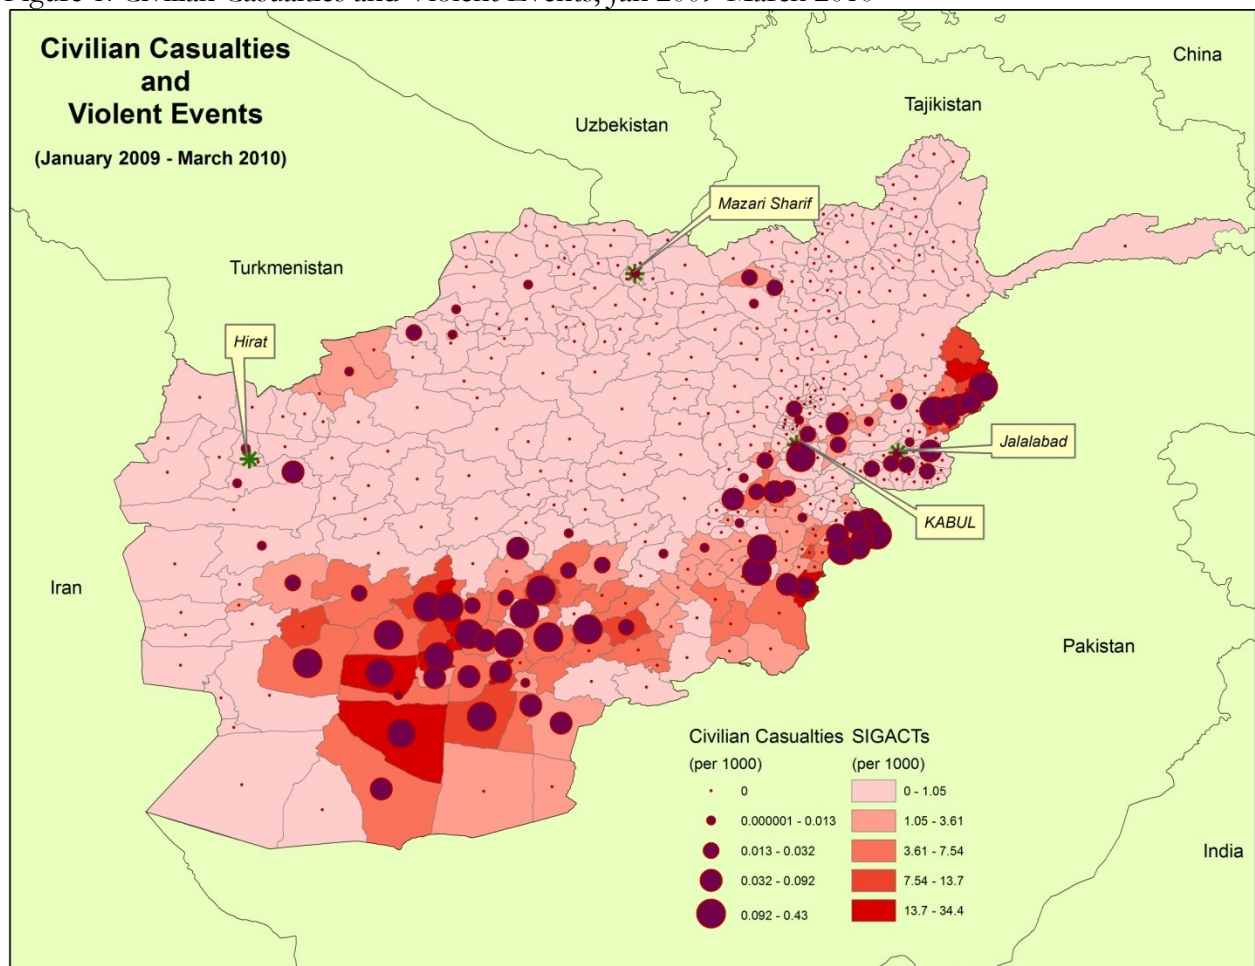 Figure 1: Civilian Casualties and Violent Events, Jan 2009-March 2010
Civilian Casualties
and
Violent Events
(January 2009 - March 2010)
China
Tajikistan
Uzbekistan
Mazari Sharif
Turkmenistan
Hirat
Jalalabad
KABUL
Iran
Pakistan
India
Civilian Casualties
(per 1000)
0
0.000001 - 0.013
0.013 - 0.032
0.032 - 0.092
0.092 - 0.43
SIGACTs
(per 1000)
0 - 1.05
1.05 - 3.61
3.61 - 7.54
7.54 - 13.7
13.7 - 34.4